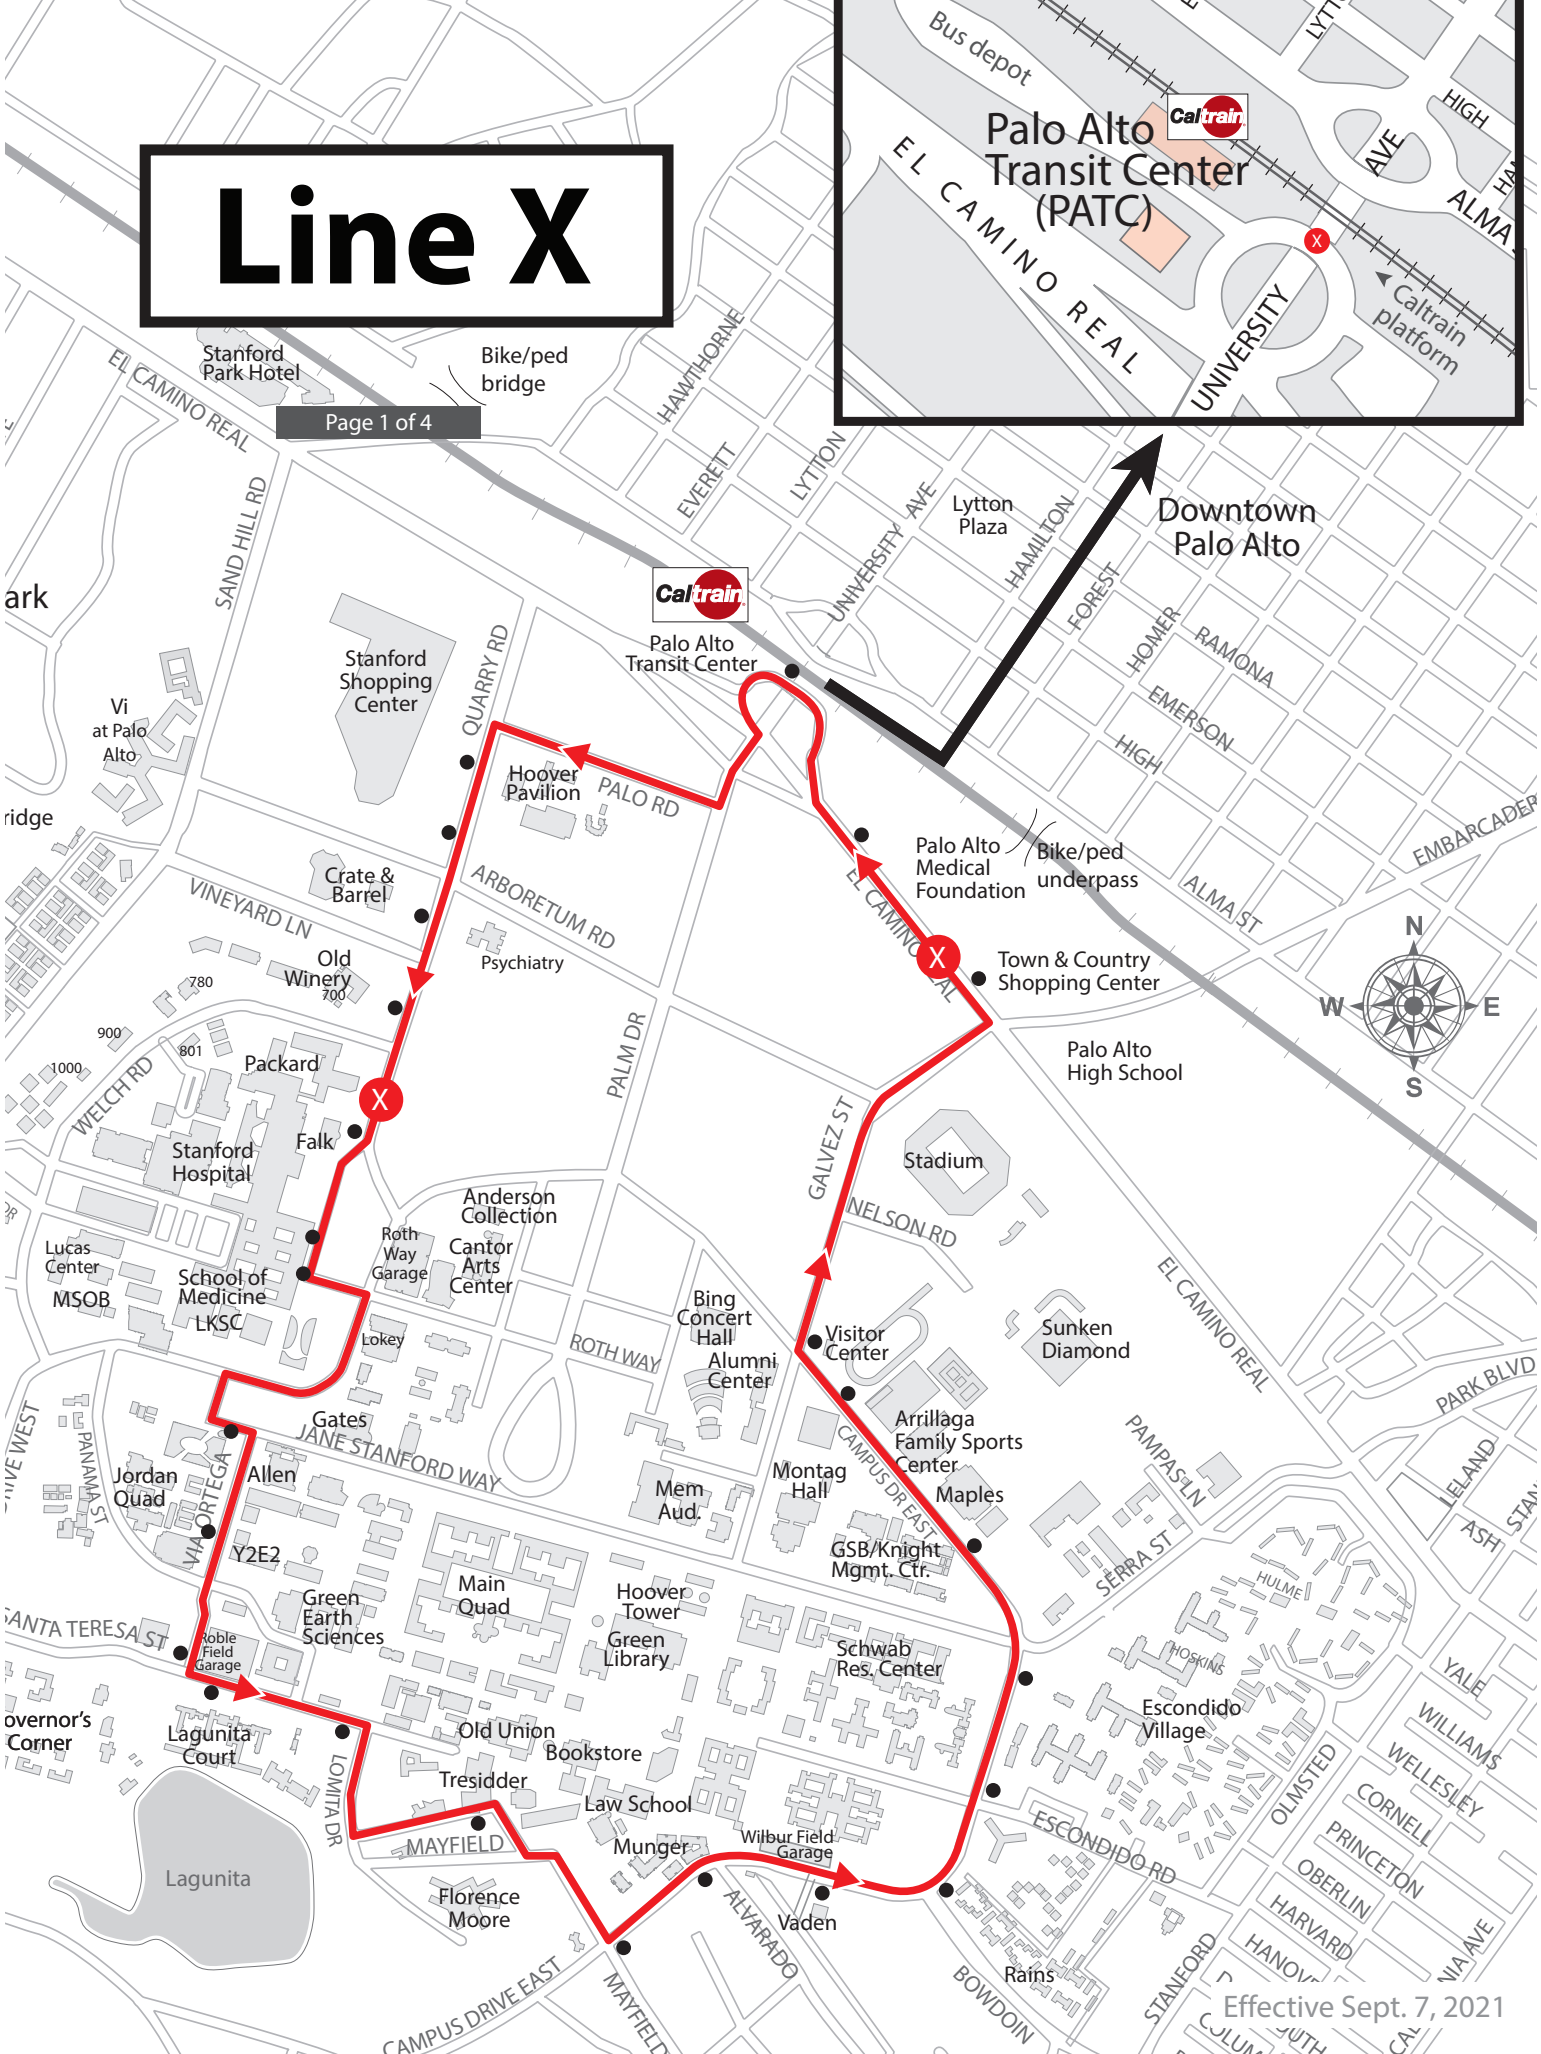 Line X
Page 1 of 4
Bus depot
Caltrain
Palo Alto
Transit Center
(PATC)
EL CAMINO REAL
UNIVERSITY
AVE
HIGH
ALMA
X
Caltrain
platform
Stanford
Park Hotel
Bike/ped
bridge
EL CAMINO REAL
SAND HILL RD
HAWTHORNE
EVERETT
LYTTON
UNIVERSITY AVE
Lytton
Plaza
HAMILTON
Downtown
Palo Alto
FOREST
HOMER
RAMONA
EMERSON
HIGH
ark
Caltrain
Palo Alto
Transit Center
QUARRY RD
Stanford
Shopping
Center
Vi
at Palo
Alto
ridge
Hoover
Pavilion
PALO RD
Palo Alto
Medical
Foundation
Bike/ped
underpass
ALMA ST
Crate &
Barrel
VINEYARD LN
ARBORETUM RD
Psychiatry
Old
Winery
700
780
900
801
1000
WELCH RD
EL CAMINO REAL
X
Town & Country
Shopping Center
N
W
E
S
Palo Alto
High School
Packard
X
PALM DR
Falk
Stanford
Hospital
GALVEZ ST
Stadium
NELSON RD
Anderson
Collection
Roth
Way
Garage
Cantor
Arts
Center
Lucas
Center
MSOB
School of
Medicine
LKSC
Lokey
EL CAMINO REAL
Bing
Concert
Hall
Alumni
Center
ROTH WAY
Visitor
Center
Sunken
Diamond
PARK BLVD
Gates
JANE STANFORD WAY
PANAMA ST
Jordan
Quad
VIA ORTEGA
Allen
Arrillaga
Family Sports
Center
CAMPUS DR EAST
Montag
Hall
Mem
Aud.
Maples
PAMPAS LN
LELAND
ASH
Y2E2
GSB/Knight
Mgmt. Ctr.
SERRA ST
HULME
Main
Quad
Hoover
Tower
Green
Earth
Sciences
Green
Library
SANTA TERESA ST
Roble
Field
Garage
Schwab
Res. Center
HOSKINS
YALE
Escondido
Village
WILLIAMS
WELLESLEY
overnor's
Corner
Lagunita
Court
Old Union
Bookstore
Tresidder
Law School
LOMITA DR
OLMSTED
CORNELL
PRINCETON
MAYFIELD
Munger
Wilbur Field
Garage
ESCONDIDO RD
OBERLIN
HARVARD
Lagunita
Florence
Moore
ALVARADO
Vaden
Rains
STANFORD
CAMPUS DRIVE EAST
MAYFIELD
BOWDOIN
Effective Sept. 7, 2021